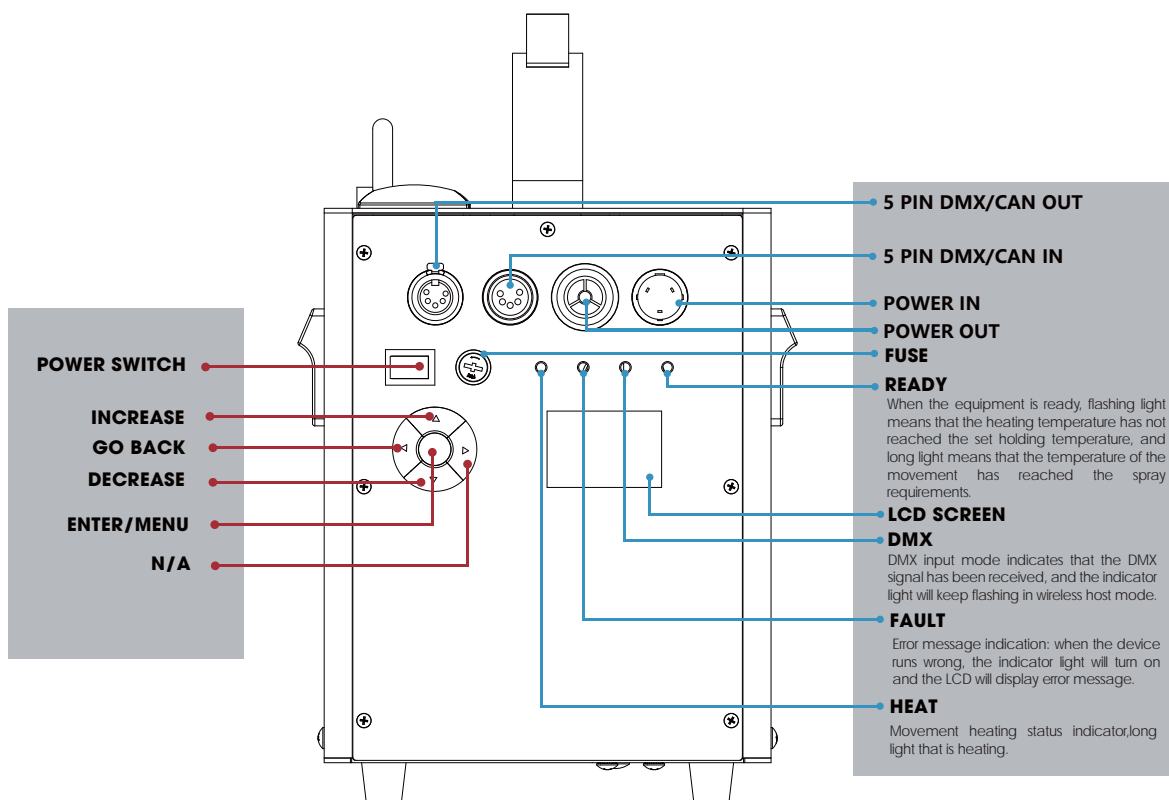 POWER SWITCH
INCREASE
GO BACK
DECREASE
ENTER/MENU
N/A
5 PIN DMX/CAN OUT
5 PIN DMX/CAN IN
POWER IN
POWER OUT
FUSE
READY
When the equipment is ready, flashing light
means that the heating temperature has not
reached the set holding temperature, and
long light means that the temperature of the
movement has reached the spray
requirements.
LCD SCREEN
DMX
DMX input mode indicates that the DMX
signal has been received, and the indicator
light will keep flashing in wireless host mode.
FAULT
Error message indication: when the device
runs wrong, the indicator light will turn on
and the LCD will display error message.
HEAT
Movement heating status indicator,long
light that is heating.